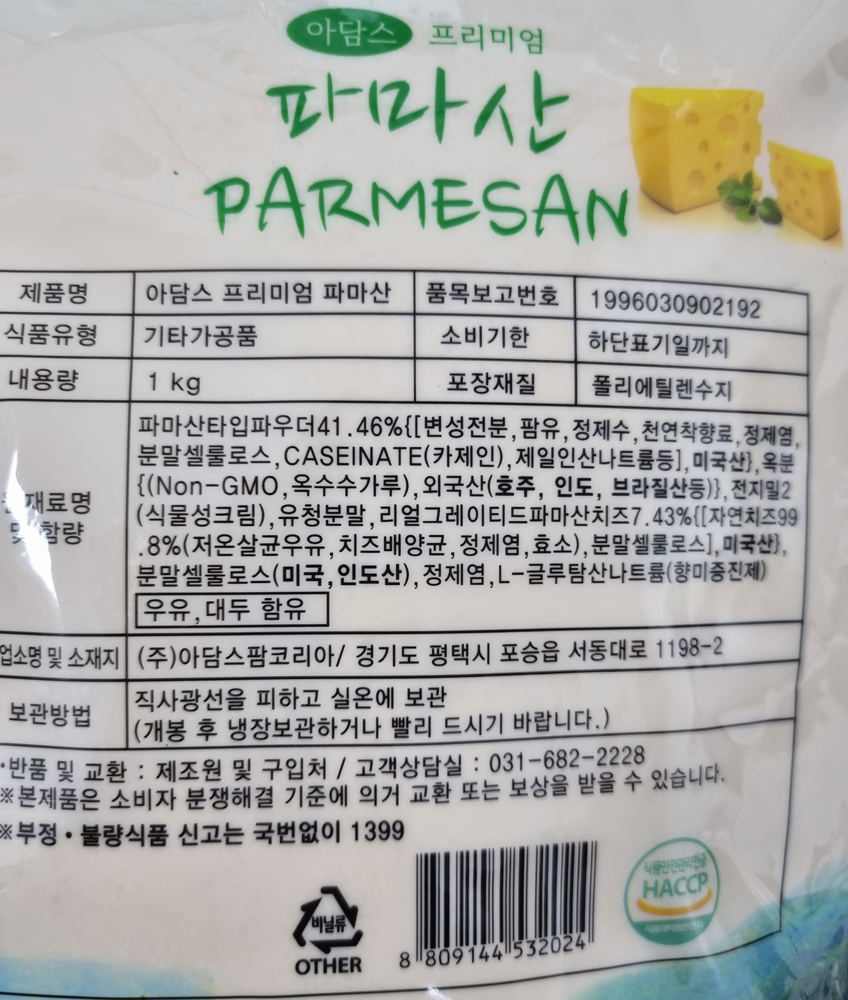 아담스 프리미엄
파마산
PARMESAN
제품명 아담스 프리미엄 파마산 품목보고번호 1996030902192
식품유형 기타가공품 소비기한 하단표기일까지
내용량 1 kg 포장재질 폴리에틸렌수지
재료명
및 함량
파마산타입파우더41.46%{[변성전분,팜유,정제수,천연착향료,정제염,
분말셀룰로스,CASEINATE(카제인),제일인산나트륨등],미국산},옥분
{(Non-GMO,옥수수가루),외국산(호주, 인도, 브라질산등)},전지밀2
(식물성크림),유청분말,리얼그레이티드파마산치즈7.43%{[자연치즈99
.8%(저온살균우유,치즈배양균,정제염,효소),분말셀룰로스],미국산},
분말셀룰로스(미국,인도산),정제염,L-글루탐산나트륨(향미증진제)
우유,대두 함유
업소명 및 소재지 (주)아담스팜코리아/ 경기도 평택시 포승읍 서동대로 1198-2
보관방법 직사광선을 피하고 실온에 보관
(개봉 후 냉장보관하거나 빨리 드시기 바랍니다.)
•반품 및 교환 : 제조원 및 구입처 / 고객상담실 : 031-682-2228
※본제품은 소비자 분쟁해결 기준에 의거 교환 또는 보상을 받을 수 있습니다.
※부정•불량식품 신고는 국번없이 1399
비닐류
OTHER
8 809144 532024
식품안전관리인증
HACCP